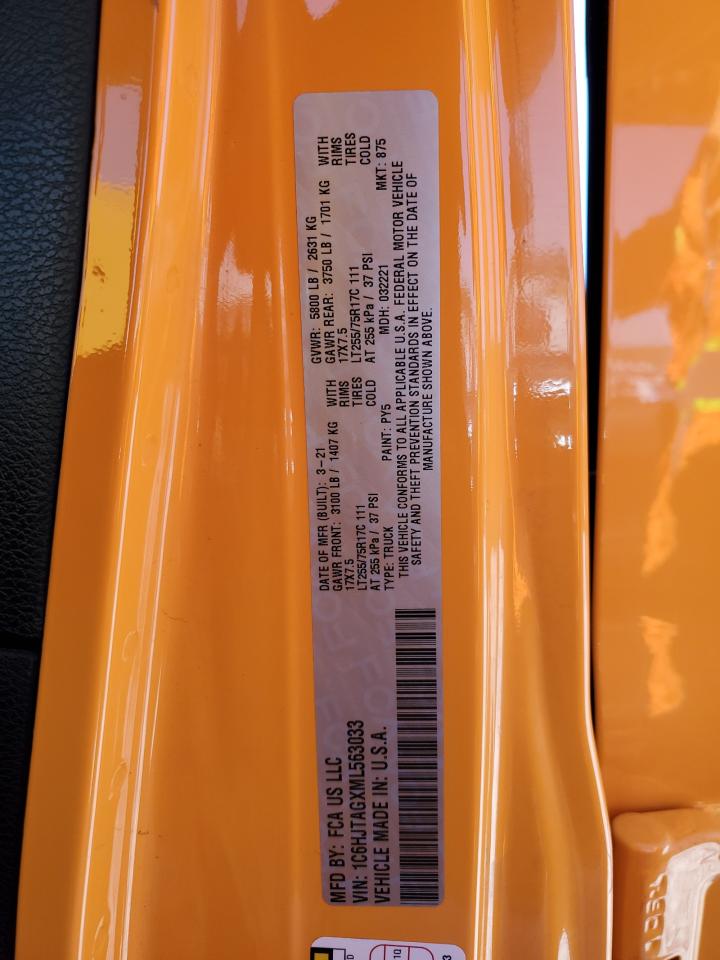 MFD BY: FCA US LLC
VIN: 1C6HJTAGXML563033
VEHICLE MADE IN: U.S.A.
DATE OF MFR (BUILT): 3-21 GVWR: 5800 LB / 2631 KG
GAWR FRONT: 3100 LB / 1407 KG WITH GAWR REAR: 3750 LB / 1701 KG WITH
17X7.5 RIMS 17X7.5 RIMS
LT255/75R17C 111 TIRES LT255/75R17C 111 TIRES
AT 255 kPa / 37 PSI COLD AT 255 kPa / 37 PSI COLD
TYPE: TRUCK PAINT: PY5 MDH: 032221 MKT: 875
THIS VEHICLE CONFORMS TO ALL APPLICABLE U.S.A. FEDERAL MOTOR VEHICLE
SAFETY AND THEFT PREVENTION STANDARDS IN EFFECT ON THE DATE OF
MANUFACTURE SHOWN ABOVE.